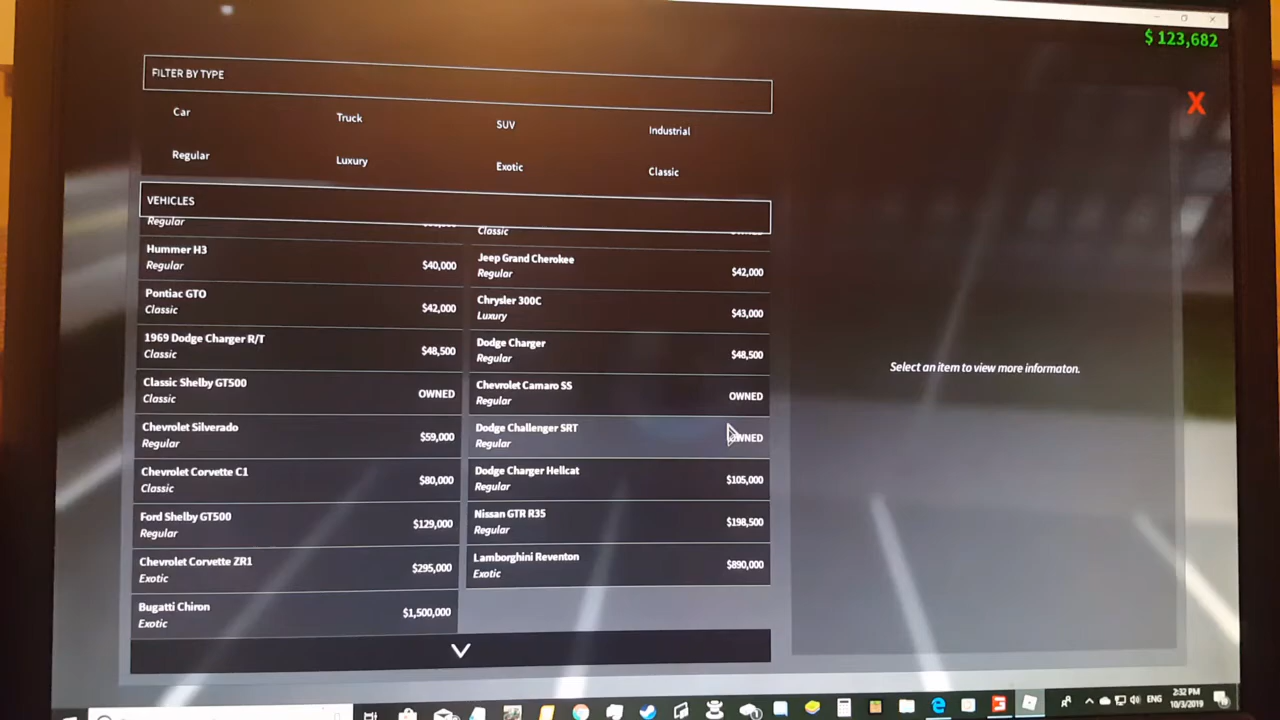 $ 123,682
X
FILTER BY TYPE
Car Truck SUV Industrial
Regular Luxury Exotic Classic
VEHICLES
Regular
Classic
Hummer H3
Regular
$40,000
Jeep Grand Cherokee
Regular
$42,000
Pontiac GTO
Classic
$42,000
Chrysler 300C
Luxury
$43,000
1969 Dodge Charger R/T
Classic
$48,500
Dodge Charger
Regular
$48,500
Classic Shelby GT500
Classic
OWNED
Chevrolet Camaro SS
Regular
OWNED
Chevrolet Silverado
Regular
$59,000
Dodge Challenger SRT
Regular
OWNED
Chevrolet Corvette C1
Classic
$80,000
Dodge Charger Hellcat
Regular
$105,000
Ford Shelby GT500
Regular
$129,000
Nissan GTR R35
Regular
$198,500
Chevrolet Corvette ZR1
Exotic
$295,000
Lamborghini Reventon
Exotic
$890,000
Bugatti Chiron
Exotic
$1,500,000
Select an item to view more informaton.
ENG
2:32 PM
10/3/2019